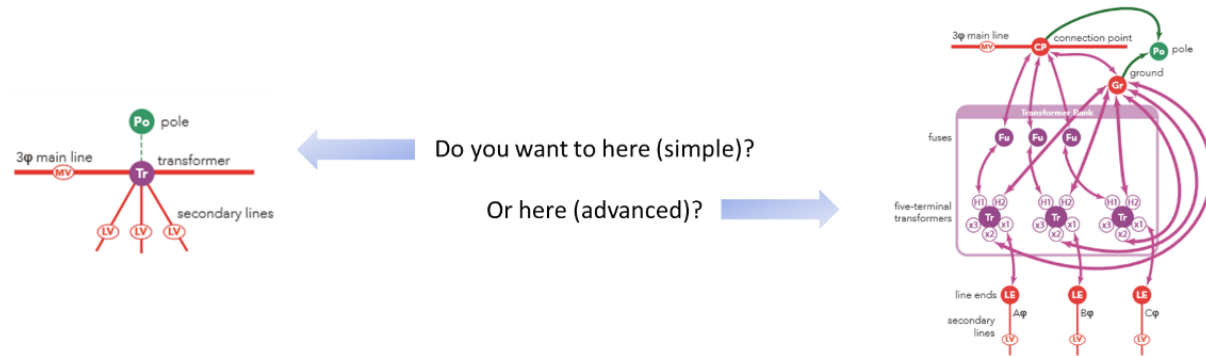 Po pole
3φ main line
transformer
MV
Tr
secondary lines
LV LV LV
Do you want to here (simple)?
Or here (advanced)?
3φ main line
connection point
MV
CP
Po pole
ground
Gr
Transformer Bank
fuses
Fu Fu Fu
five-terminal
transformers
H1 H2 H1 H2 H1 H2
Tr Tr Tr
x3 x1 x3 x1 x3 x1
x2 x2 x2
line ends
LE LE LE
Aφ Bφ Cφ
secondary
lines
LV LV LV